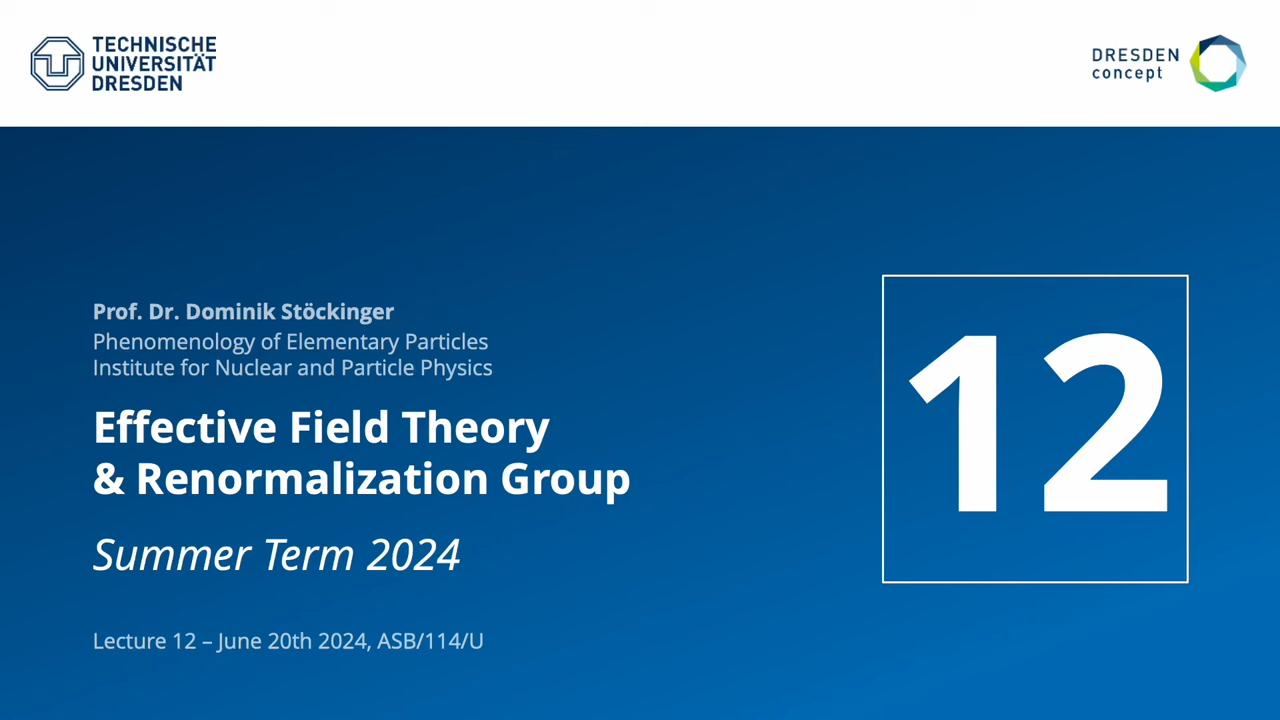 TECHNISCHE
UNIVERSITÄT
DRESDEN
DRESDEN
concept
Prof. Dr. Dominik Stöckinger
Phenomenology of Elementary Particles
Institute for Nuclear and Particle Physics
Effective Field Theory
& Renormalization Group
Summer Term 2024
Lecture 12 – June 20th 2024, ASB/114/U
12